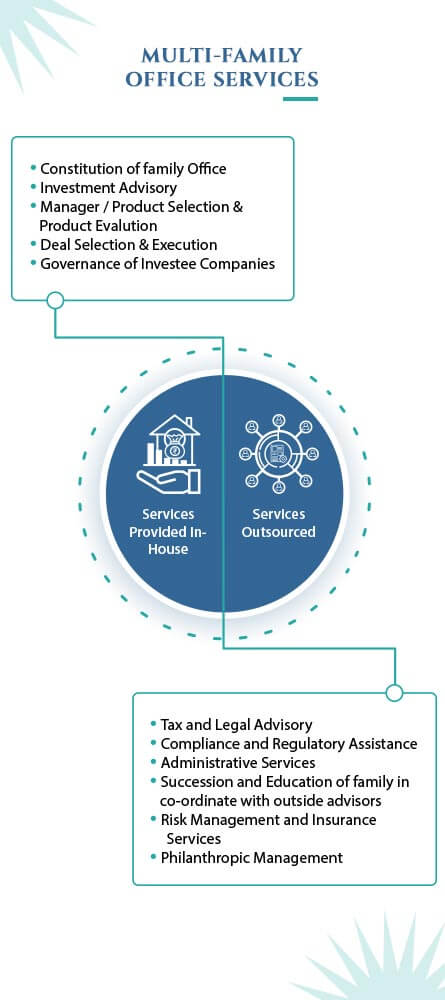 MULTI-FAMILY
OFFICE SERVICES
• Constitution of family Office
• Investment Advisory
• Manager / Product Selection &
Product Evalution
• Deal Selection & Execution
• Governance of Investee Companies
Services
Provided In-
House
Services
Outsourced
• Tax and Legal Advisory
• Compliance and Regulatory Assistance
• Administrative Services
• Succession and Education of family in
co-ordinate with outside advisors
• Risk Management and Insurance
Services
• Philanthropic Management